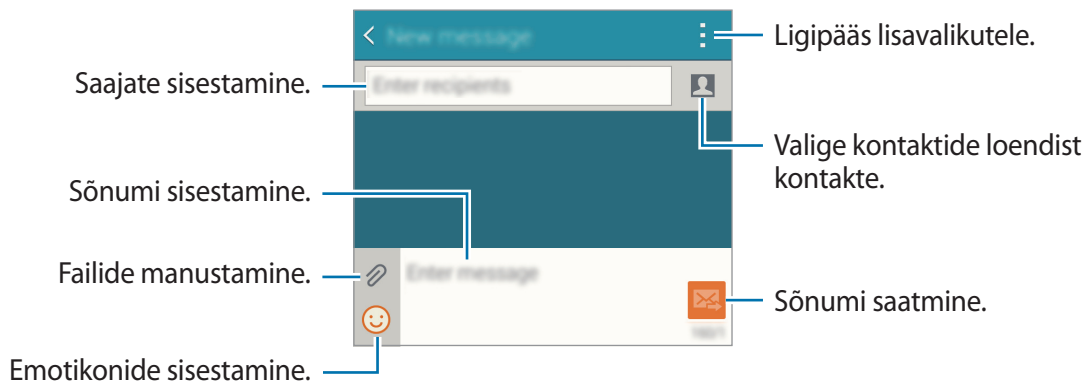 New message
Ligipääs lisavalikutele.
Saajate sisestamine.
Enter recipients
Valige kontaktide loendist
kontakte.
Sõnumi sisestamine.
Failide manustamine.
Enter message
Sõnumi saatmine.
Emotikonide sisestamine.